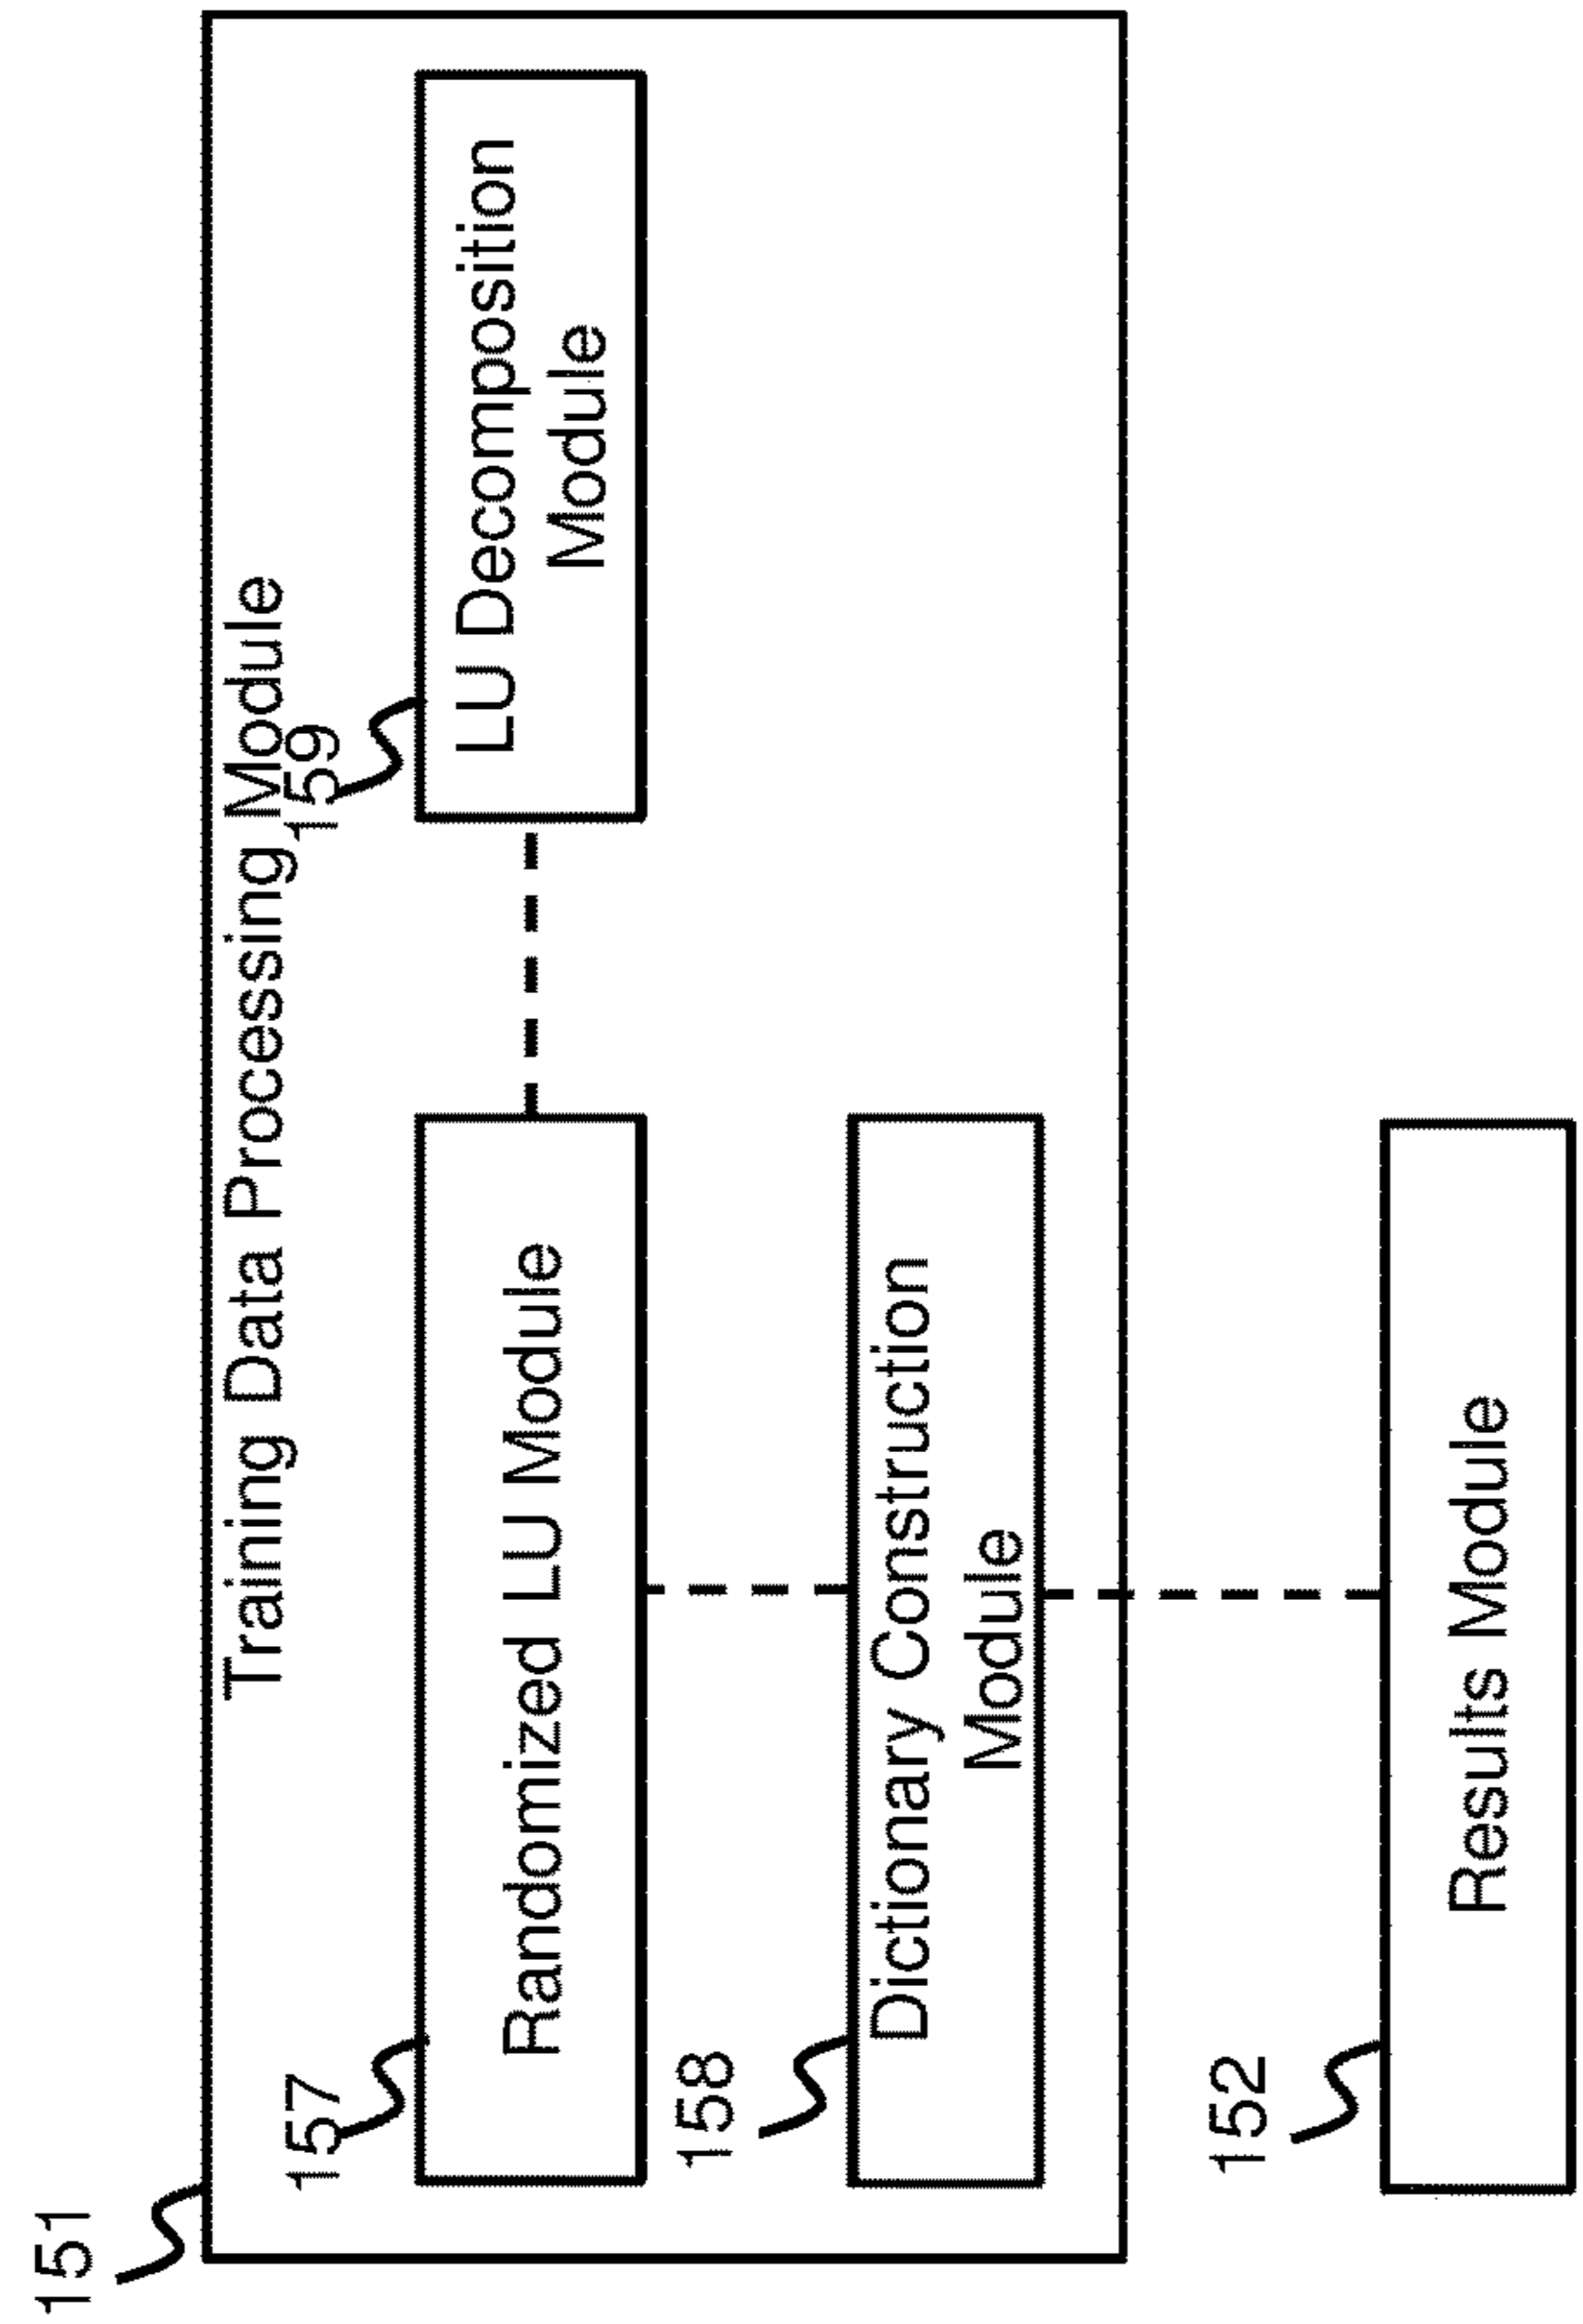 151
Training Data Processing Module
157
159
Randomized LU Module
LU Decomposition
Module
158
Dictionary Construction
Module
152
Results Module